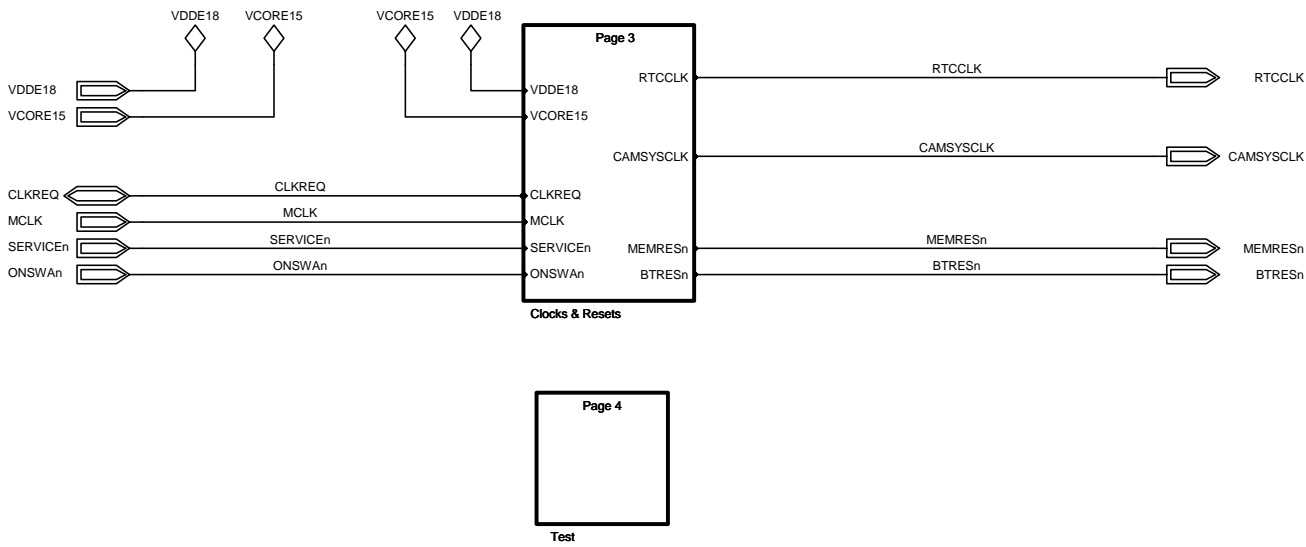 VDDE18 VCORE15 VCORE15 VDDE18
Page 3
RTCCLK RTCCLK RTCCLK
VDDE18 VDDE18
VCORE15 VCORE15
CAMSYSCLK CAMSYSCLK CAMSYSCLK
CLKREQ CLKREQ CLKREQ
MCLK MCLK MCLK
SERVICEn SERVICEn SERVICEn MEMRESn MEMRESn MEMRESn
ONSWAn ONSWAn ONSWAn BTRESn BTRESn BTRESn
Clocks & Resets
Page 4
Test